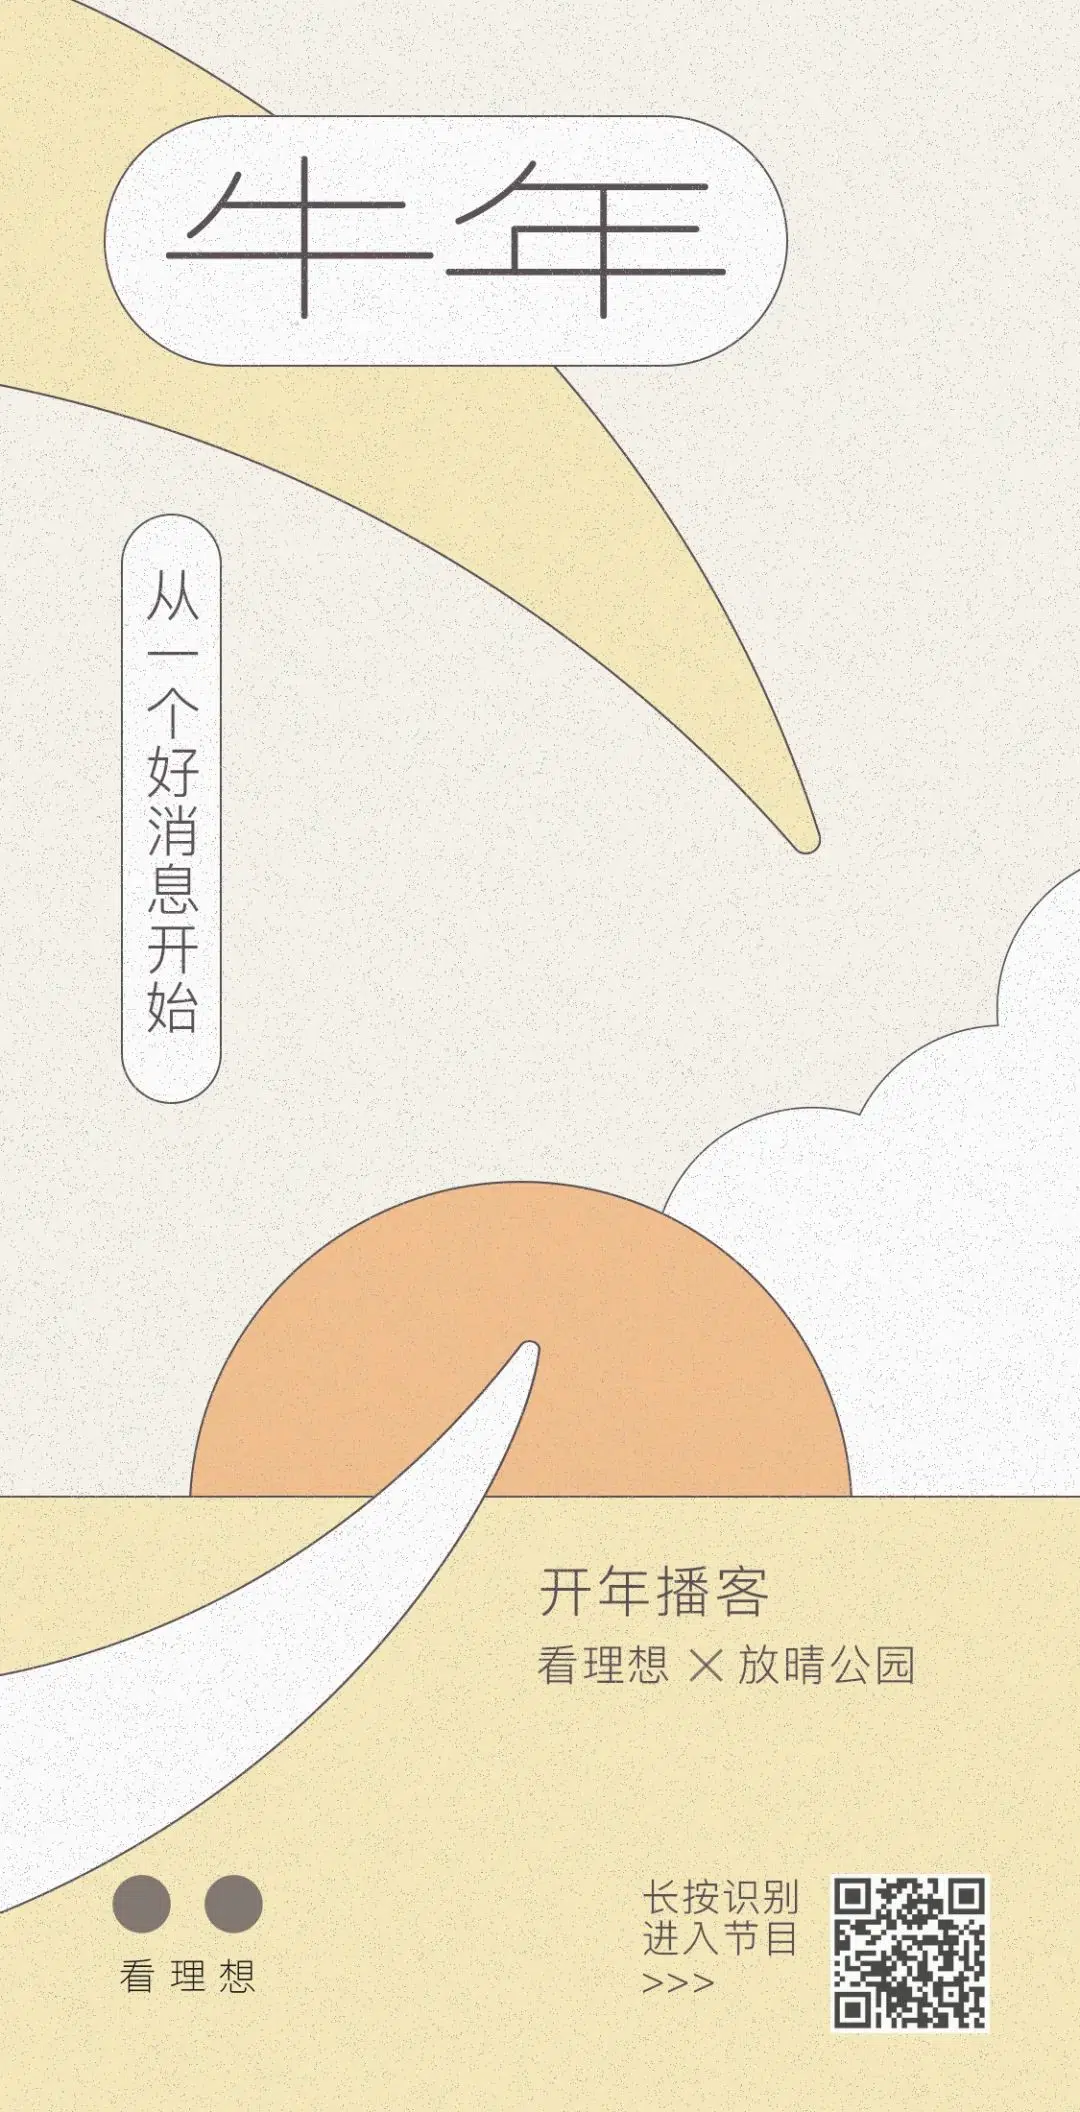 牛年
从一个好消息开始
开年播客
看理想 × 放晴公园
看理想
长按识别
进入节目
>>>